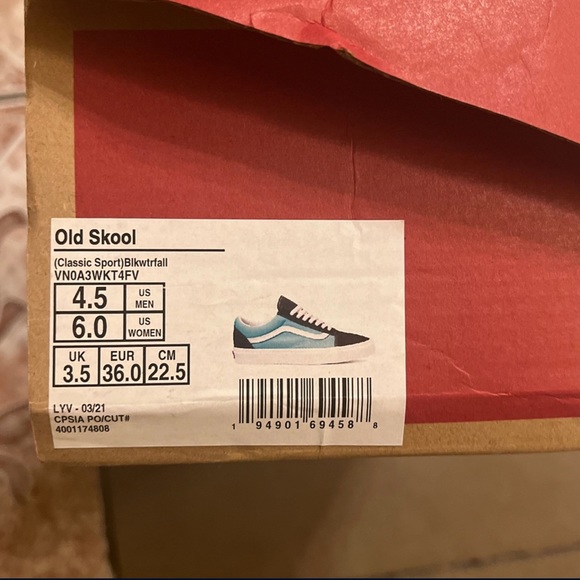 Old Skool
(Classic Sport)Blkwtrfall
VN0A3WKT4FV
4.5 US MEN
6.0 US WOMEN
UK EUR CM
3.5 36.0 22.5
LYV - 03/21
CPSIA PO/CUT#
4001174808
1 94901 69458 8